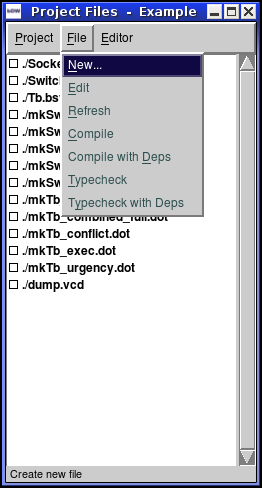 Project Files - Example
Project File Editor
New...
Edit
Refresh
Compile
Compile with Deps
Typecheck
Typecheck with Deps
./Socke
./Switch
./Tb.bs
./mkSw
./mkSw
./mkSw
./mkSw
./mkSw
./mkTb
./mkTb_combined_full.dot
./mkTb_conflict.dot
./mkTb_exec.dot
./mkTb_urgency.dot
./dump.vcd
Create new file